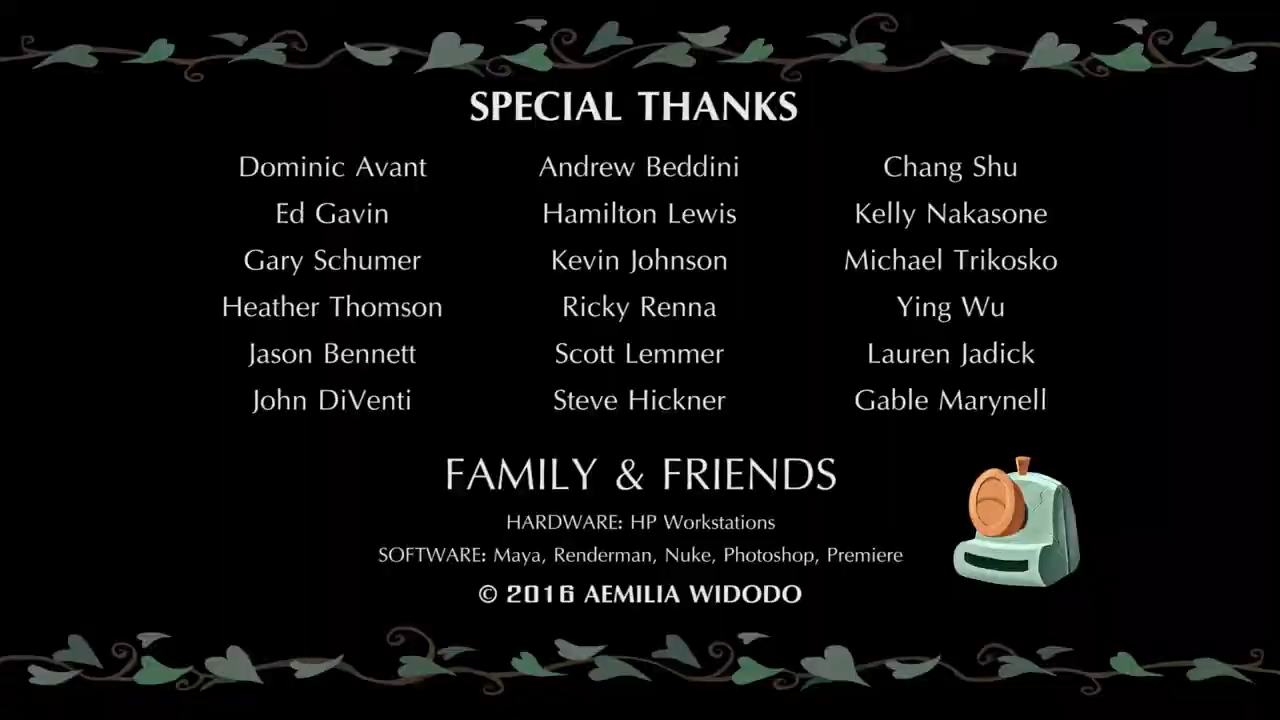 SPECIAL THANKS
Dominic Avant Andrew Beddini Chang Shu
Ed Gavin Hamilton Lewis Kelly Nakasone
Gary Schumer Kevin Johnson Michael Trikosko
Heather Thomson Ricky Renna Ying Wu
Jason Bennett Scott Lemmer Lauren Jadick
John DiVenti Steve Hickner Gable Marynell
FAMILY & FRIENDS
HARDWARE: HP Workstations
SOFTWARE: Maya, Renderman, Nuke, Photoshop, Premiere
© 2016 AEMILIA WIDODO